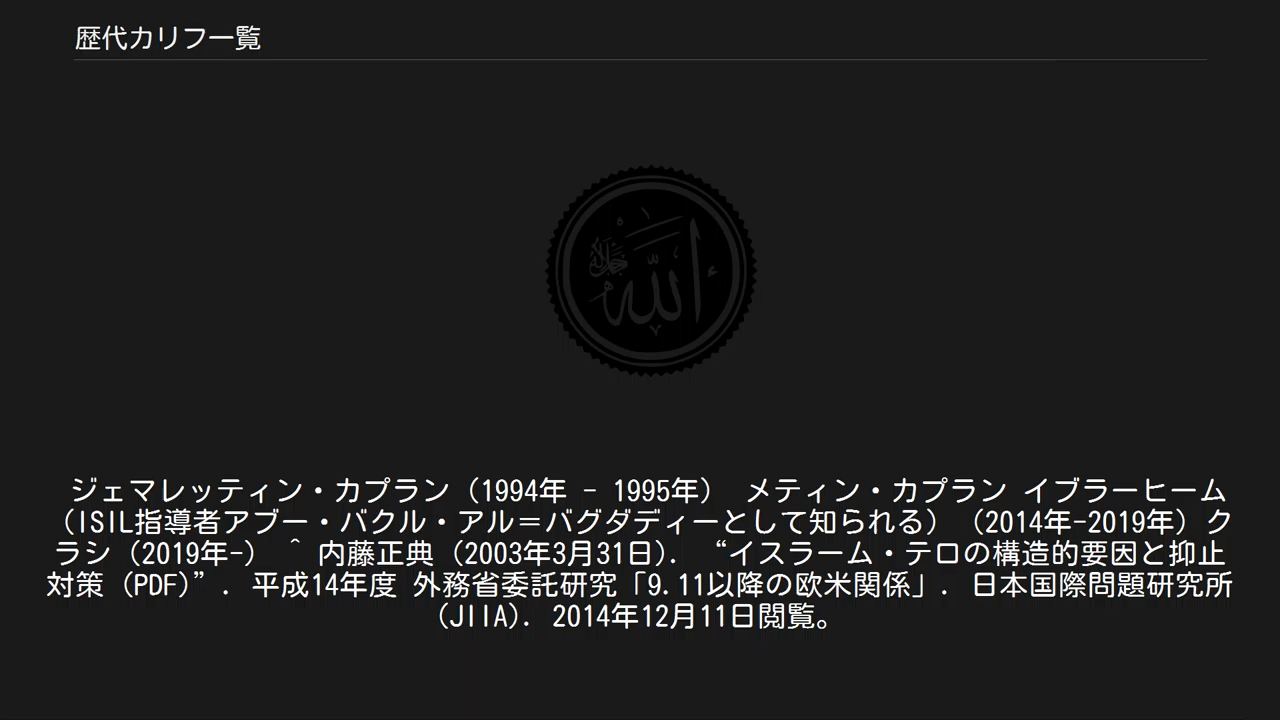 歴代カリフ一覧
الله
جل جلاله
ジェマレッティン・カプラン（1994年 - 1995年） メティン・カプラン イブラーヒーム
（ISIL指導者アブー・バクル・アル＝バグダディーとして知られる）（2014年-2019年）ク
ラシ（2019年-） ^ 内藤正典（2003年3月31日）. “イスラーム・テロの構造的要因と抑止
対策（PDF）”. 平成14年度 外務省委託研究「9.11以降の欧米関係」. 日本国際問題研究所
（JIIA）. 2014年12月11日閲覧。